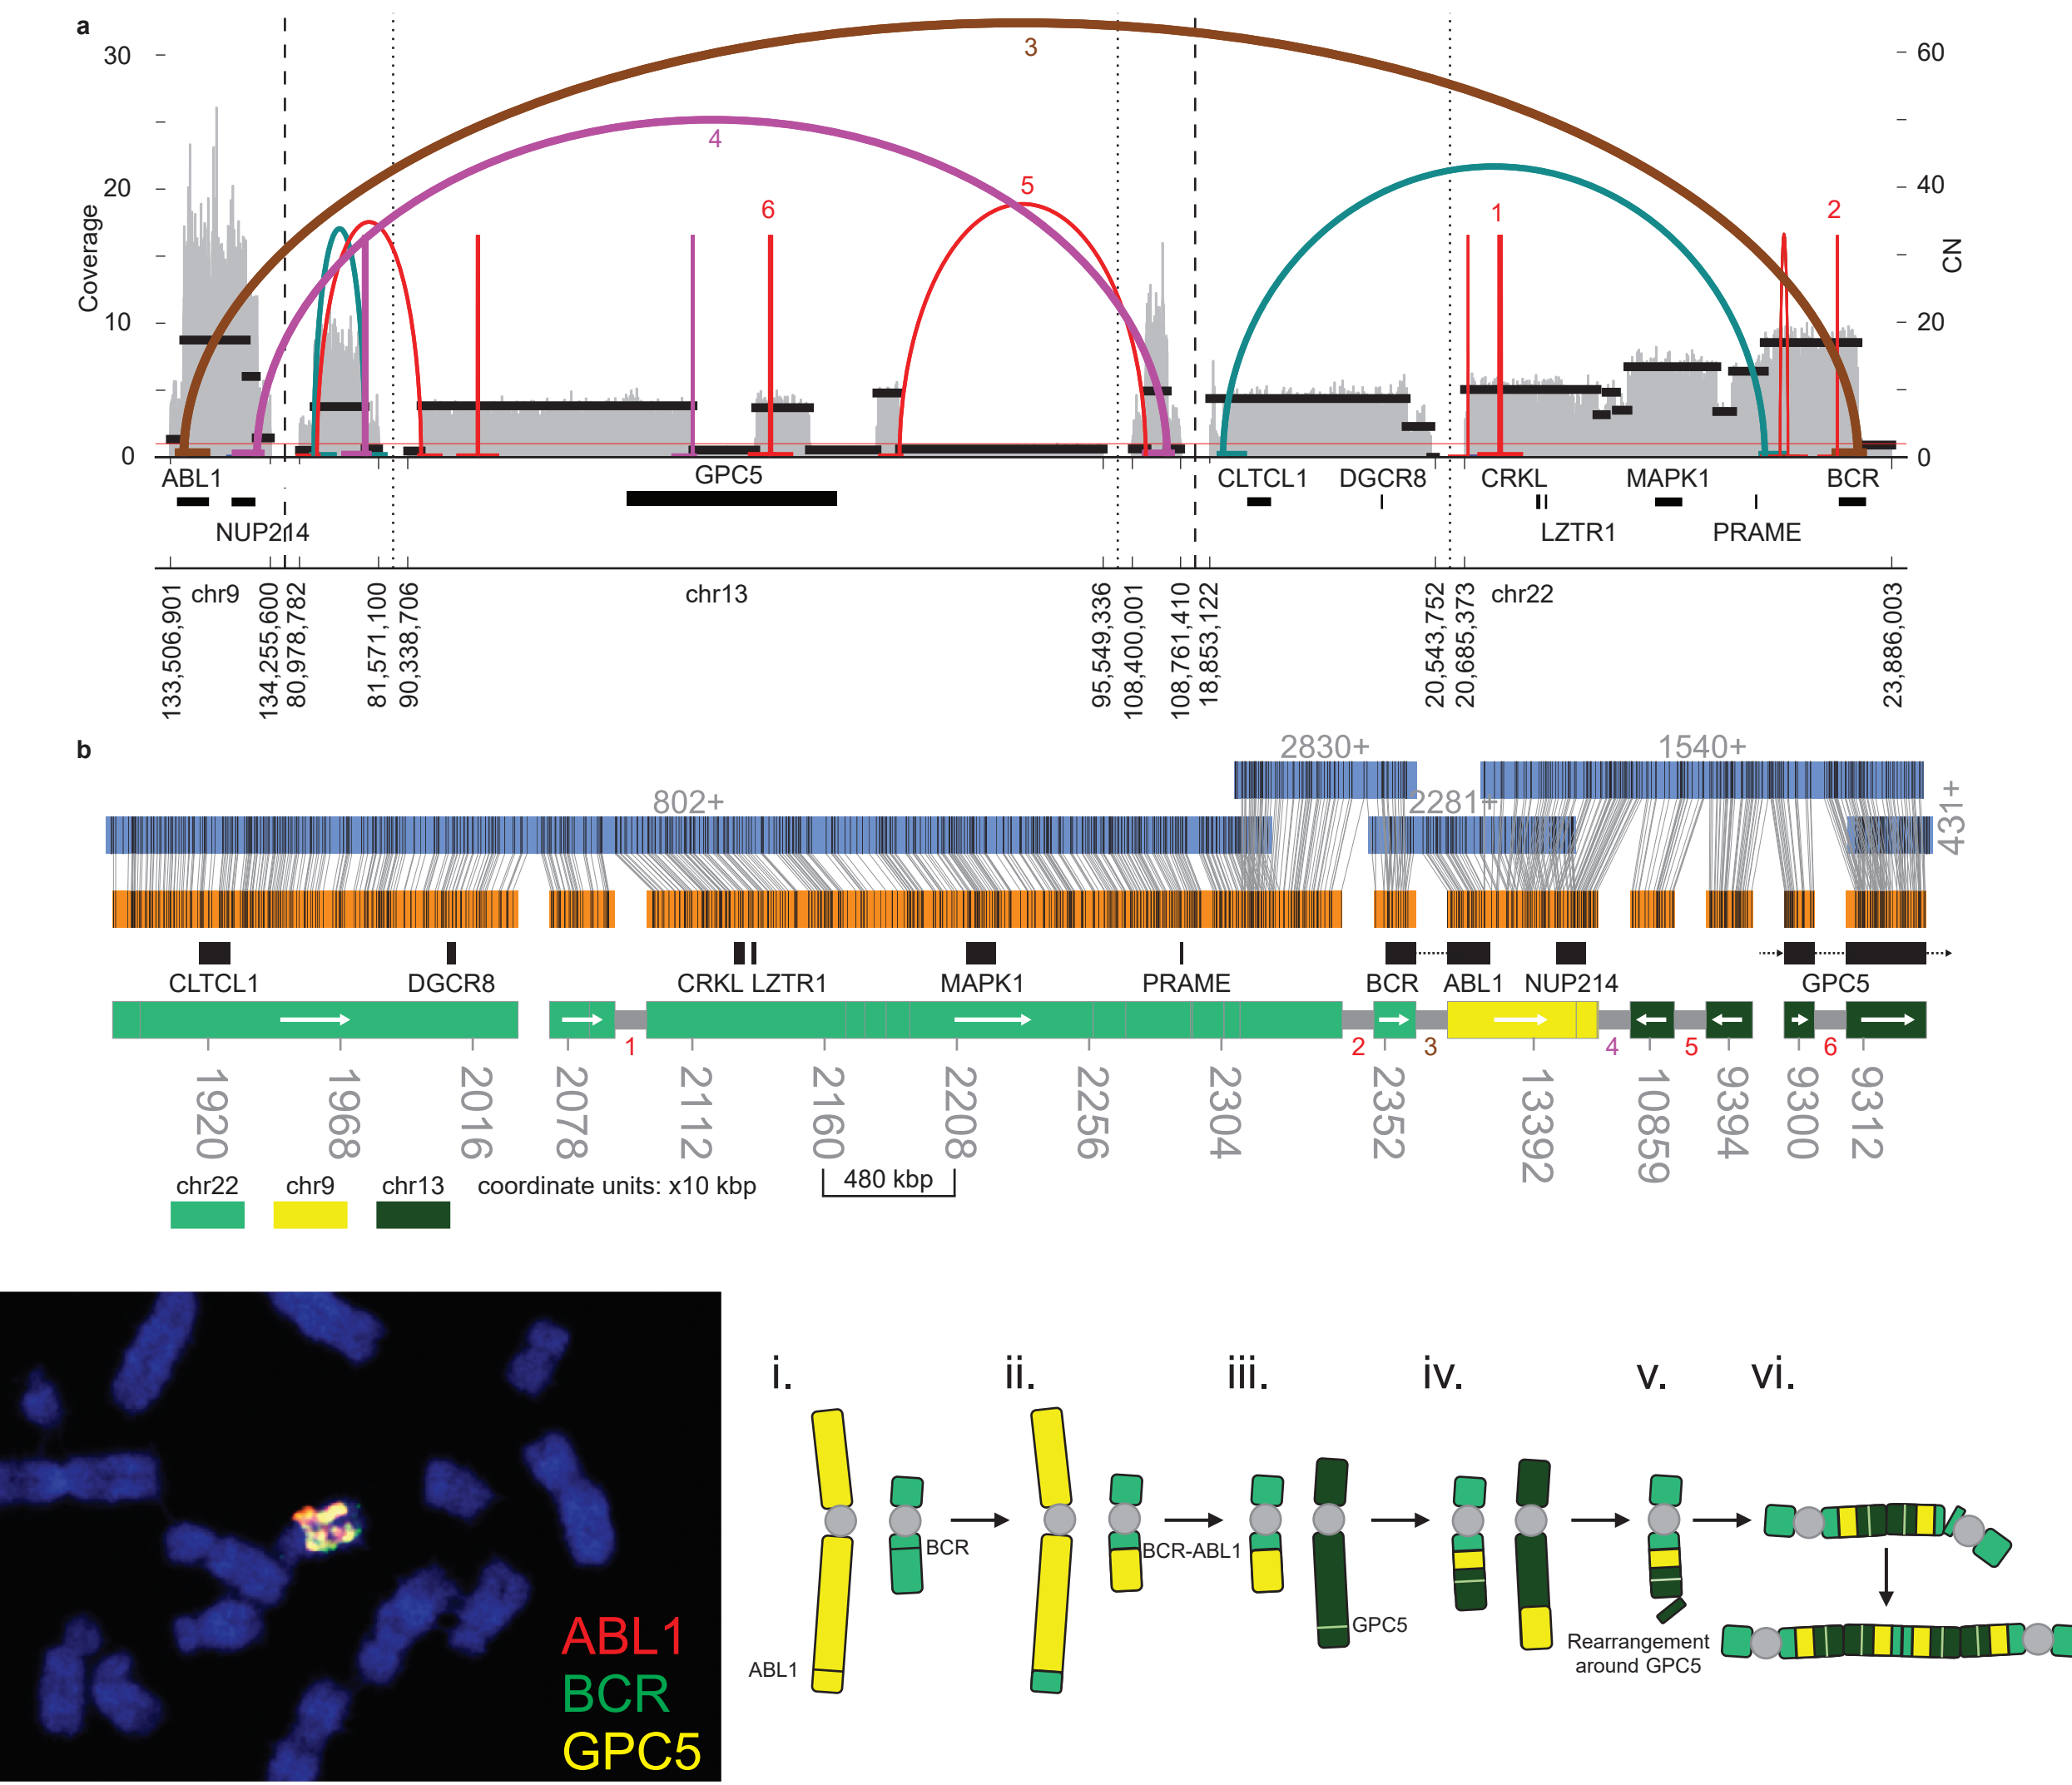 a
30
20
10
0
Coverage
60
40
20
0
CN
3
4
5
6
1
2
ABL1
NUP214
GPC5
CLTCL1
DGCR8
CRKL
LZTR1
MAPK1
PRAME
BCR
chr9
chr13
chr22
133,506,901
134,255,600
80,978,782
81,571,100
90,338,706
95,549,336
108,400,001
108,761,410
18,853,122
20,543,752
20,685,373
23,886,003
b
2830+
1540+
802+
2281+
431+
CLTCL1
DGCR8
CRKL LZTR1
MAPK1
PRAME
BCR
ABL1
NUP214
GPC5
1
2
3
4
5
6
1920
1968
2016
2078
2112
2160
2208
2256
2304
2352
13392
10859
9394
9300
9312
chr22
chr9
chr13
coordinate units: x10 kbp
480 kbp
ABL1
BCR
GPC5
i.
ii.
iii.
iv.
v.
vi.
BCR
BCR-ABL1
GPC5
ABL1
Rearrangement
around GPC5